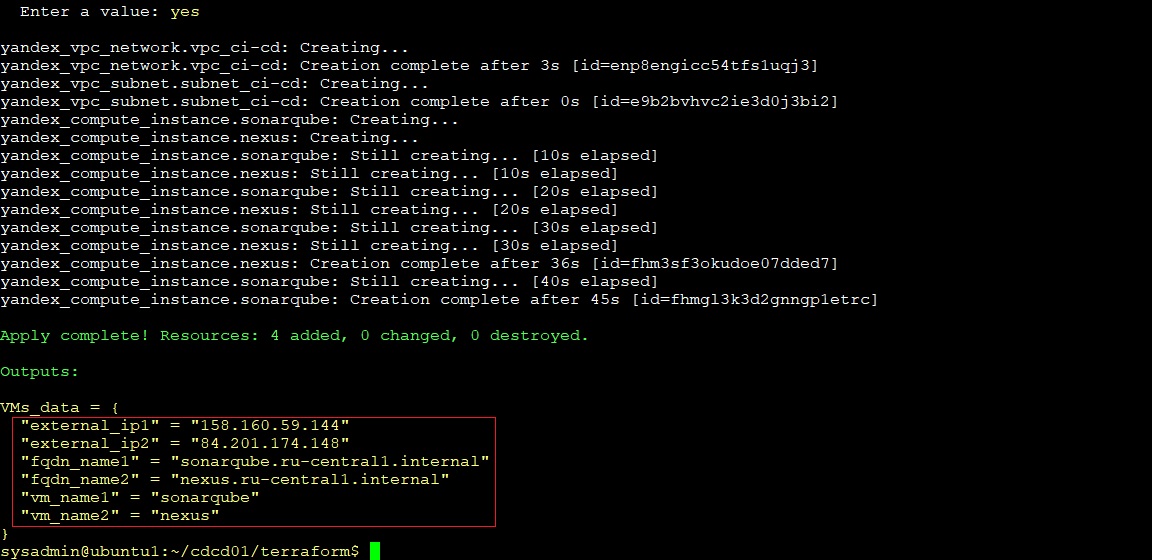 Enter a value: yes
yandex_vpc_network.vpc_ci-cd: Creating...
yandex_vpc_network.vpc_ci-cd: Creation complete after 3s [id=enp8engicc54tfs1uqj3]
yandex_vpc_subnet.subnet_ci-cd: Creating...
yandex_vpc_subnet.subnet_ci-cd: Creation complete after 0s [id=e9b2bvhvc2ie3d0j3bi2]
yandex_compute_instance.sonarqube: Creating...
yandex_compute_instance.nexus: Creating...
yandex_compute_instance.sonarqube: Still creating... [10s elapsed]
yandex_compute_instance.nexus: Still creating... [10s elapsed]
yandex_compute_instance.sonarqube: Still creating... [20s elapsed]
yandex_compute_instance.nexus: Still creating... [20s elapsed]
yandex_compute_instance.sonarqube: Still creating... [30s elapsed]
yandex_compute_instance.nexus: Still creating... [30s elapsed]
yandex_compute_instance.nexus: Creation complete after 36s [id=fhm3sf3okudoe07dded7]
yandex_compute_instance.sonarqube: Still creating... [40s elapsed]
yandex_compute_instance.sonarqube: Creation complete after 45s [id=fhmgl3k3d2gnngp1etrc]
Apply complete! Resources: 4 added, 0 changed, 0 destroyed.
Outputs:
VMs_data = {
"external_ip1" = "158.160.59.144"
"external_ip2" = "84.201.174.148"
"fqdn_name1" = "sonarqube.ru-central1.internal"
"fqdn_name2" = "nexus.ru-central1.internal"
"vm_name1" = "sonarqube"
"vm_name2" = "nexus"
}
sysadmin@ubuntu1:~/cdcd01/terraform$